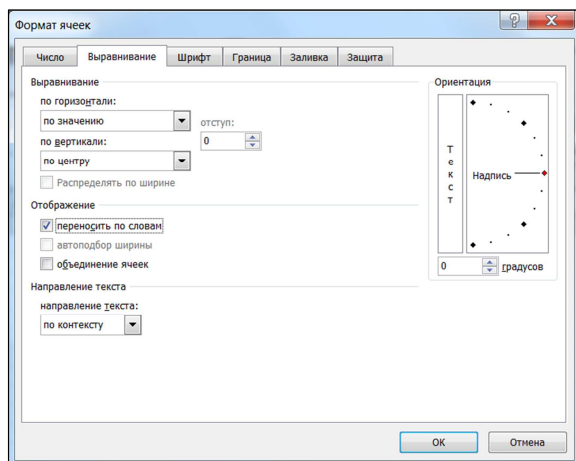 Формат ячеек
Число Выравнивание Шрифт Граница Заливка Защита
Выравнивание
по горизонтали:
по значению
отступ:
0
по вертикали:
по центру
Распределять по ширине
Отображение
переносить по словам
автоподбор ширины
объединение ячеек
Направление текста
направление текста:
по контексту
Ориентация
Текст
Надпись
0 градусов
ОК Отмена